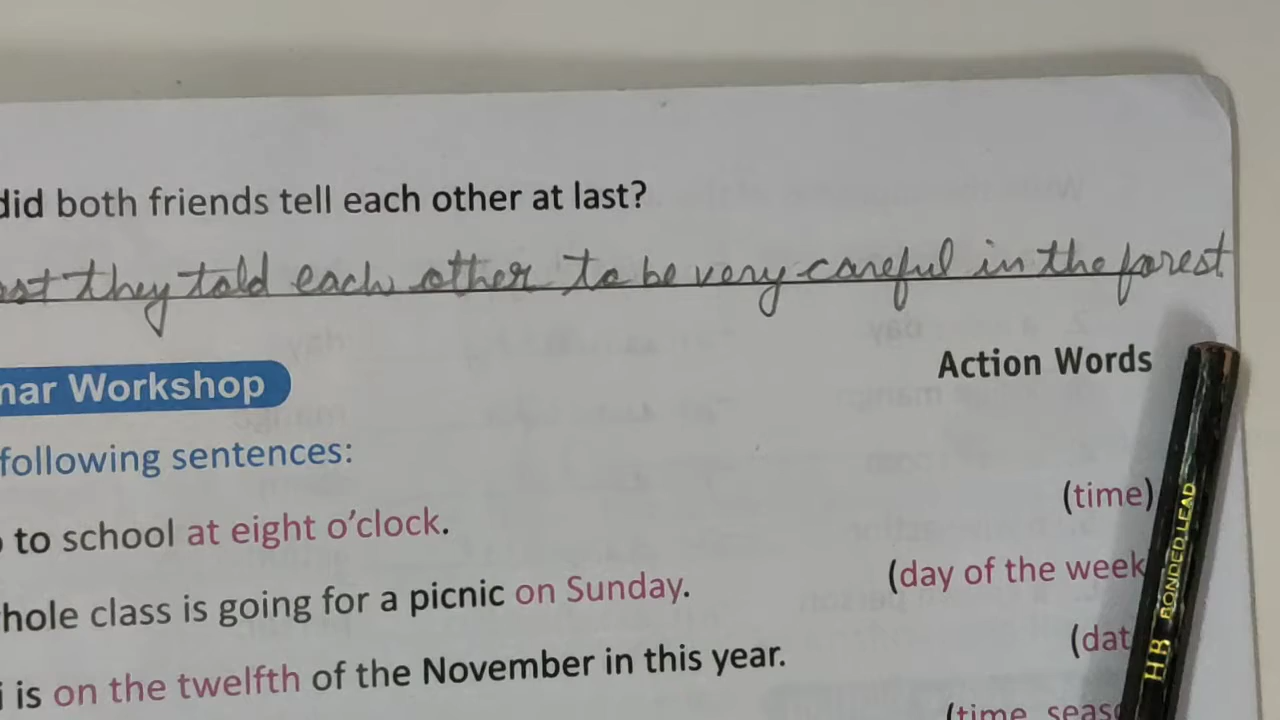 did both friends tell each other at last?
they told each other to be very careful in the forest
Workshop
Action Words
following sentences:
to school at eight o'clock. (time)
class is going for a picnic on Sunday. (day of the week
is on the twelfth of the November in this year.
(time
HB BONDED LEAD